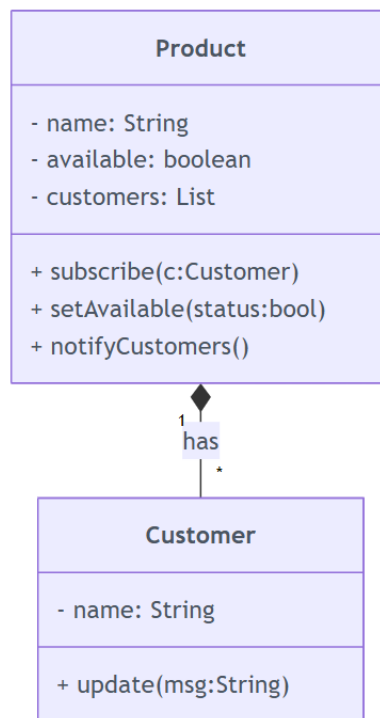 Product
- name: String
- available: boolean
- customers: List
+ subscribe(c:Customer)
+ setAvailable(status:bool)
+ notifyCustomers()
1
has
*
Customer
- name: String
+ update(msg:String)